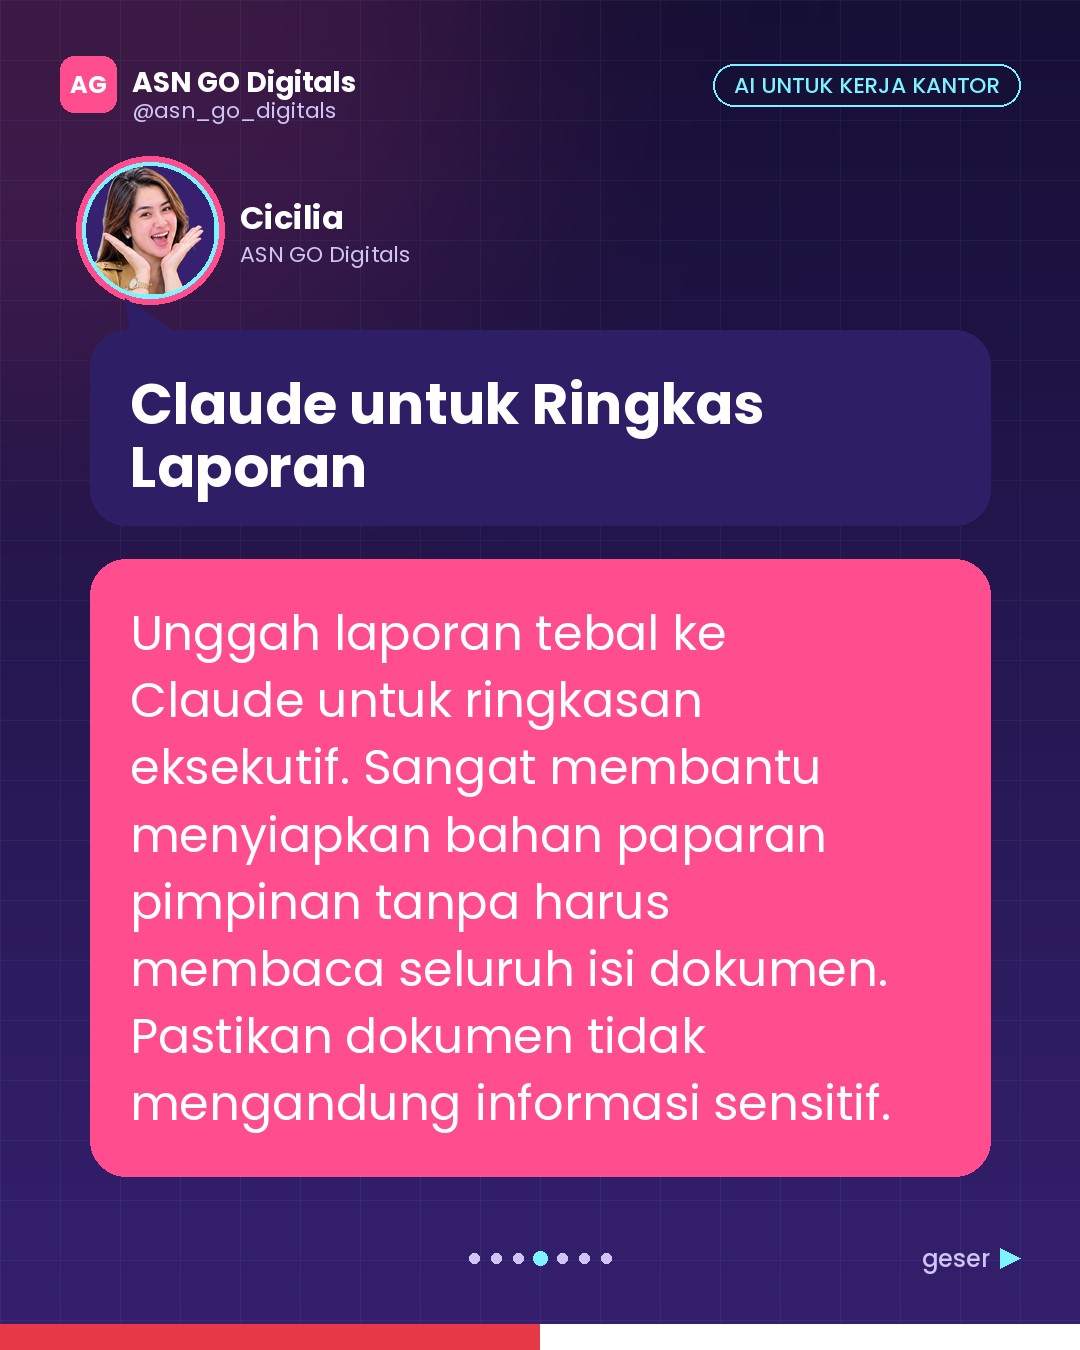 AG
ASN GO Digitals
@asn_go_digitals
AI UNTUK KERJA KANTOR
Cicilia
ASN GO Digitals
Claude untuk Ringkas
Laporan
Unggah laporan tebal ke
Claude untuk ringkasan
eksekutif. Sangat membantu
menyiapkan bahan paparan
pimpinan tanpa harus
membaca seluruh isi dokumen.
Pastikan dokumen tidak
mengandung informasi sensitif.
geser